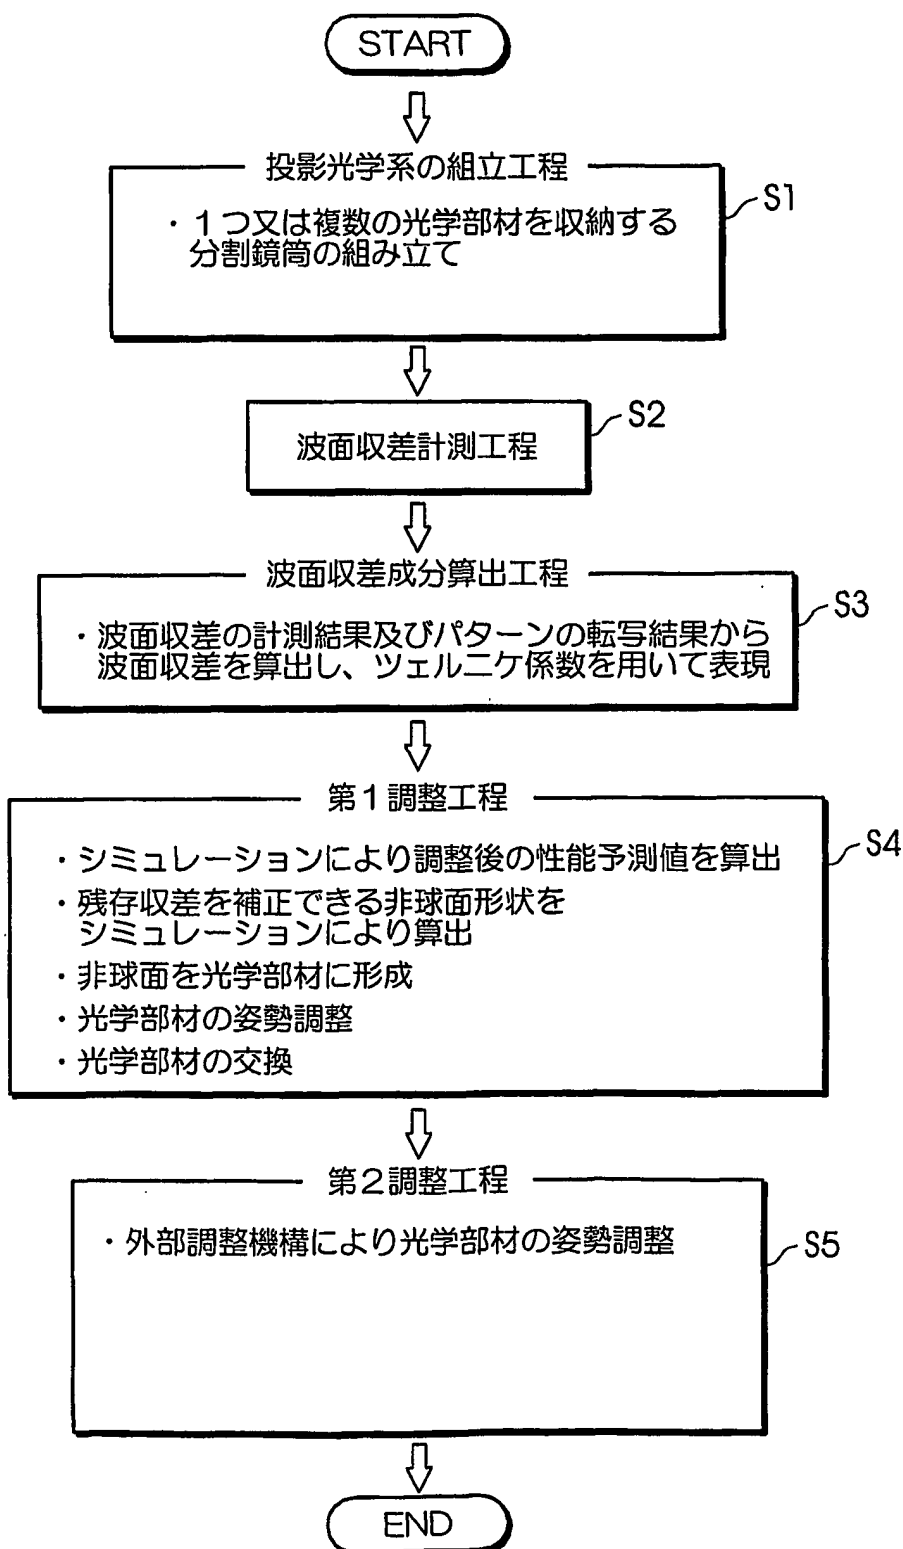 START
投影光学系の組立工程
S1
・1つ又は複数の光学部材を収納する
分割鏡筒の組み立て
S2
波面収差計測工程
波面収差成分算出工程
S3
・波面収差の計測結果及びパターンの転写結果から
波面収差を算出し、ツェルニケ係数を用いて表現
第1調整工程
S4
・シミュレーションにより調整後の性能予測値を算出
・残存収差を補正できる非球面形状を
シミュレーションにより算出
・非球面を光学部材に形成
・光学部材の姿勢調整
・光学部材の交換
第2調整工程
S5
・外部調整機構により光学部材の姿勢調整
END